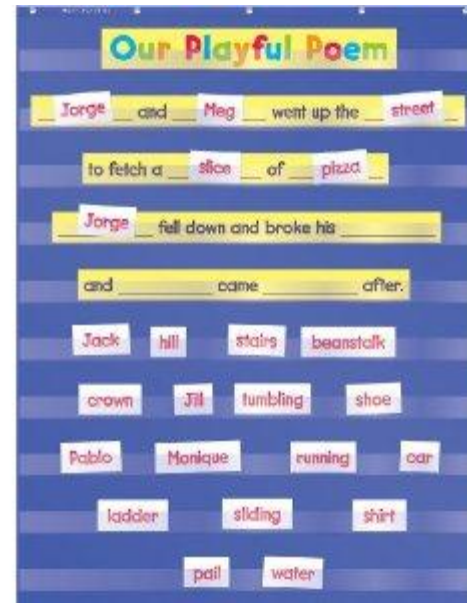 Our Playful Poem
Jorge and Meg went up the street
to fetch a slice of pizza
Jorge fell down and broke his
and came after.
Jack hill stairs beanstalk
crown Jill tumbling shoe
Pablo Monique running car
ladder sliding shirt
pail water